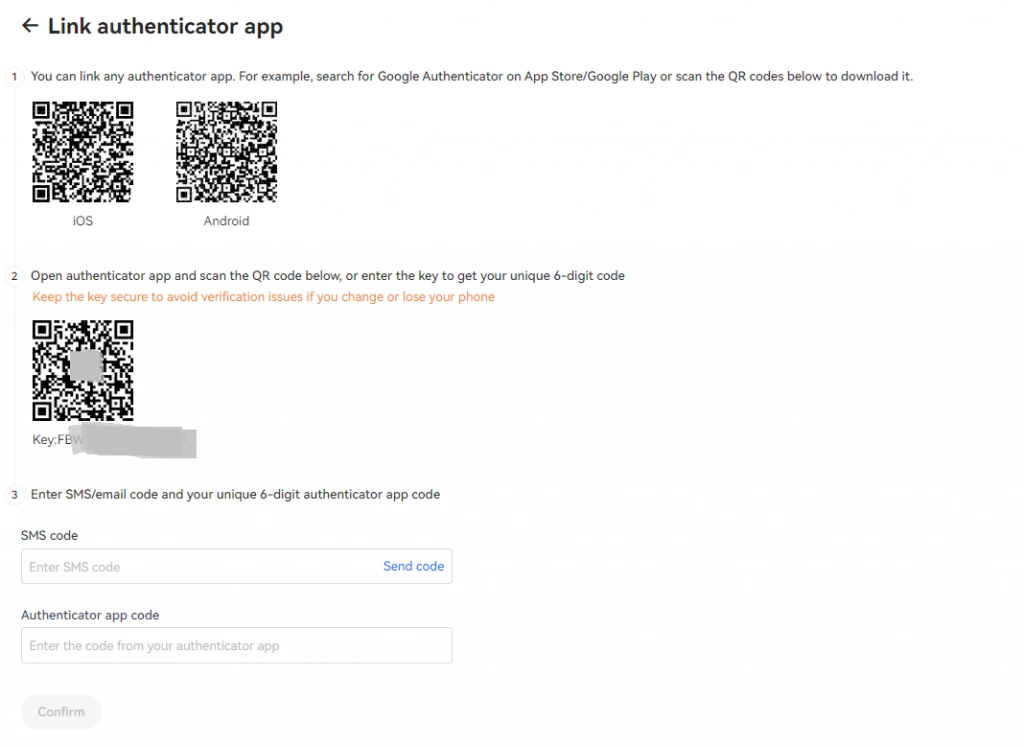 ← Link authenticator app
1 You can link any authenticator app. For example, search for Google Authenticator on App Store/Google Play or scan the QR codes below to download it.
iOS
Android
2 Open authenticator app and scan the QR code below, or enter the key to get your unique 6-digit code
Keep the key secure to avoid verification issues if you change or lose your phone
Key:FBW
3 Enter SMS/email code and your unique 6-digit authenticator app code
SMS code
Enter SMS code Send code
Authenticator app code
Enter the code from your authenticator app
Confirm